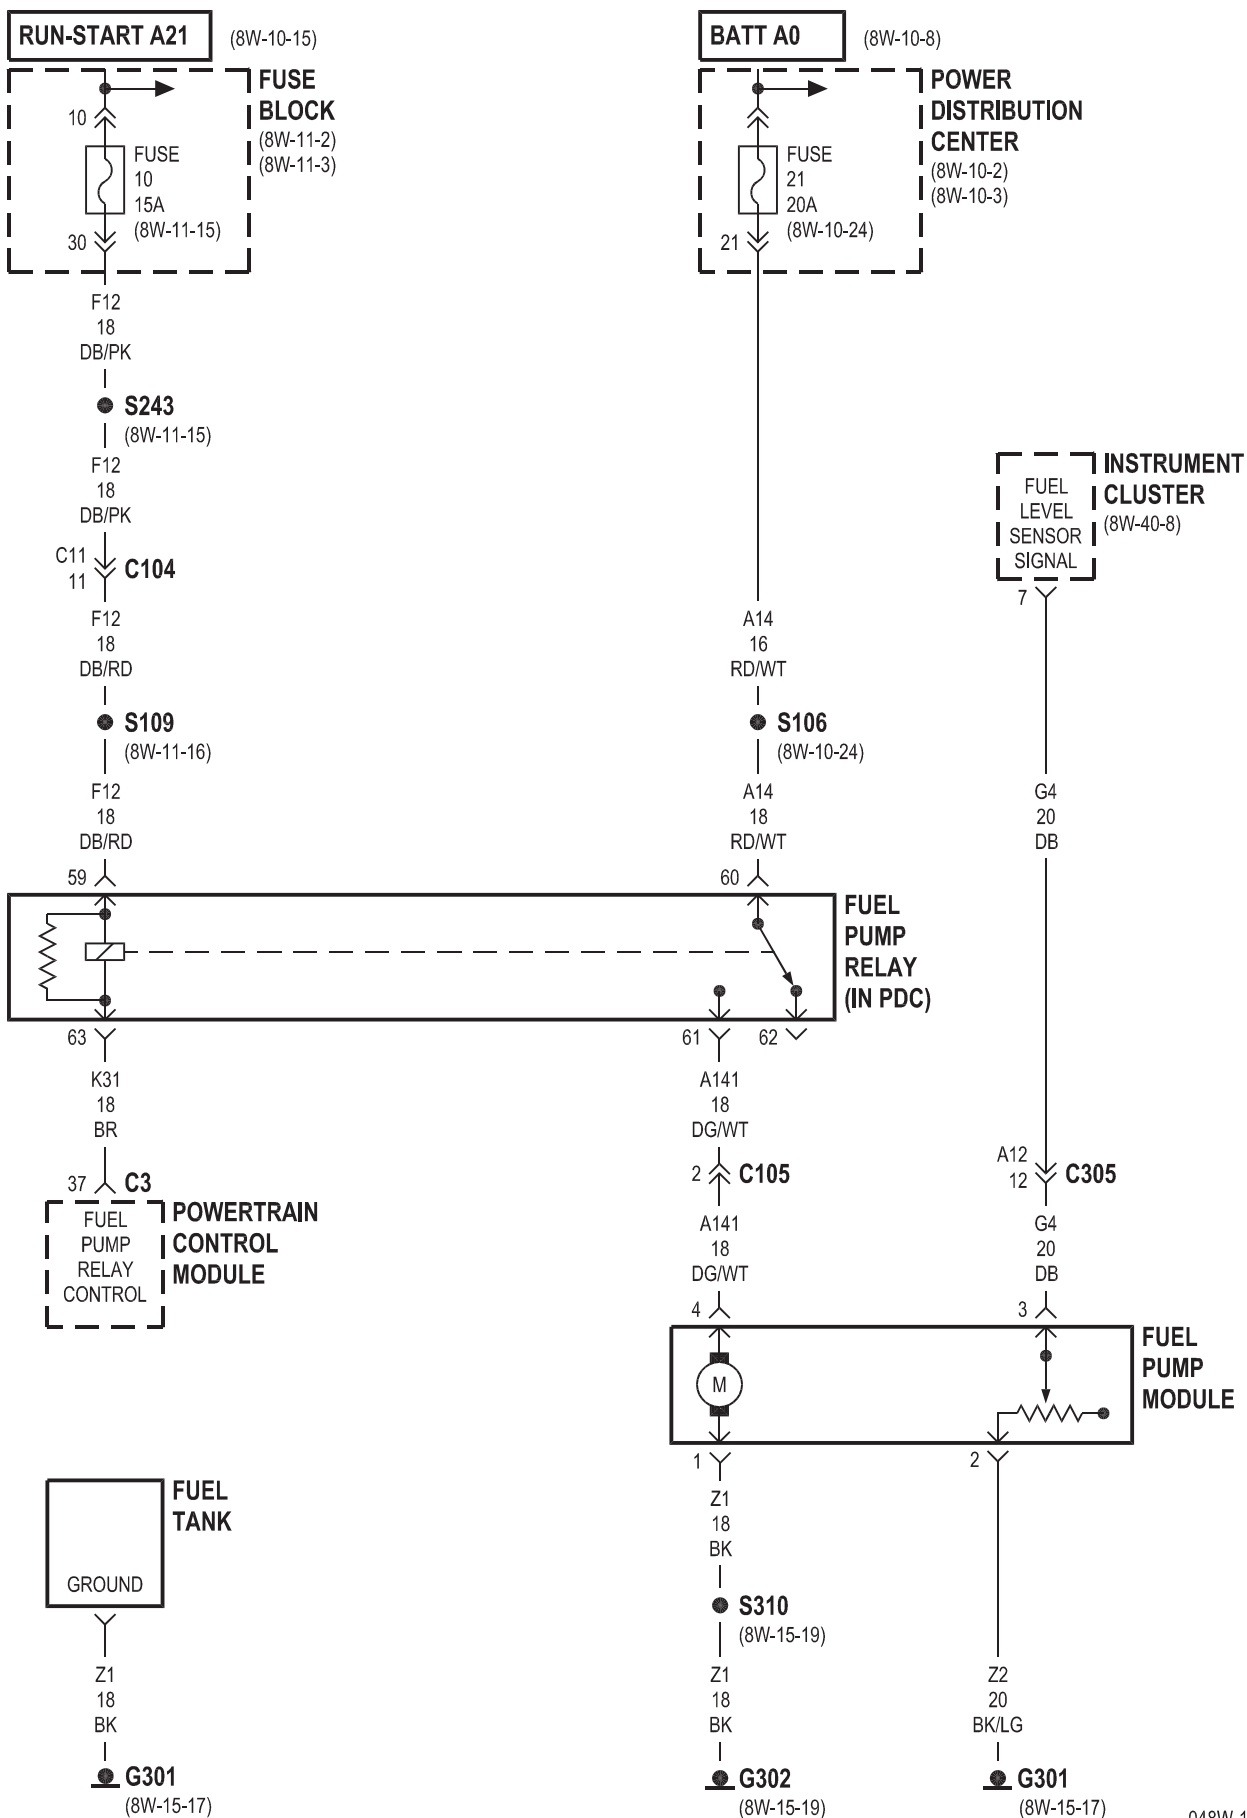 RUN-START A21
(8W-10-15)
BATT A0
(8W-10-8)
FUSE
BLOCK
(8W-11-2)
(8W-11-3)
10
FUSE
10
15A
(8W-11-15)
30
POWER
DISTRIBUTION
CENTER
(8W-10-2)
(8W-10-3)
FUSE
21
20A
(8W-10-24)
21
F12
18
DB/PK
S243
(8W-11-15)
F12
18
DB/PK
C11
11
C104
F12
18
DB/RD
S109
(8W-11-16)
F12
18
DB/RD
59
A14
16
RD/WT
S106
(8W-10-24)
A14
18
RD/WT
60
INSTRUMENT
CLUSTER
(8W-40-8)
FUEL
LEVEL
SENSOR
SIGNAL
7
G4
20
DB
FUEL
PUMP
RELAY
(IN PDC)
63
61
62
K31
18
BR
37
C3
FUEL
PUMP
RELAY
CONTROL
POWERTRAIN
CONTROL
MODULE
A141
18
DG/WT
2
C105
A141
18
DG/WT
4
A12
12
C305
G4
20
DB
3
FUEL
PUMP
MODULE
M
1
2
FUEL
TANK
GROUND
Z1
18
BK
G301
(8W-15-17)
Z1
18
BK
S310
(8W-15-19)
Z1
18
BK
G302
(8W-15-19)
Z2
20
BK/LG
G301
(8W-15-17)